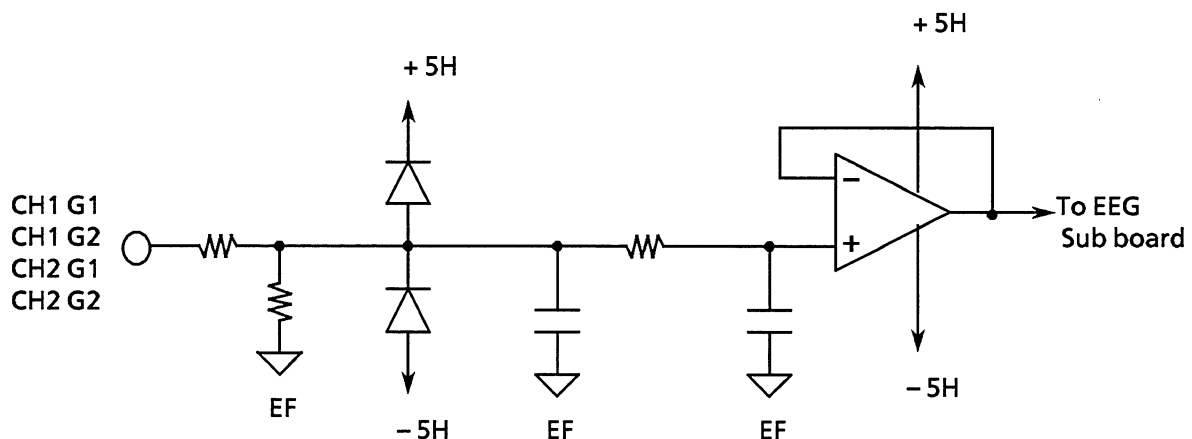 + 5H
+ 5H
CH1 G1
CH1 G2
CH2 G1
CH2 G2
−
+
To EEG
Sub board
EF
− 5H
EF
EF
− 5H